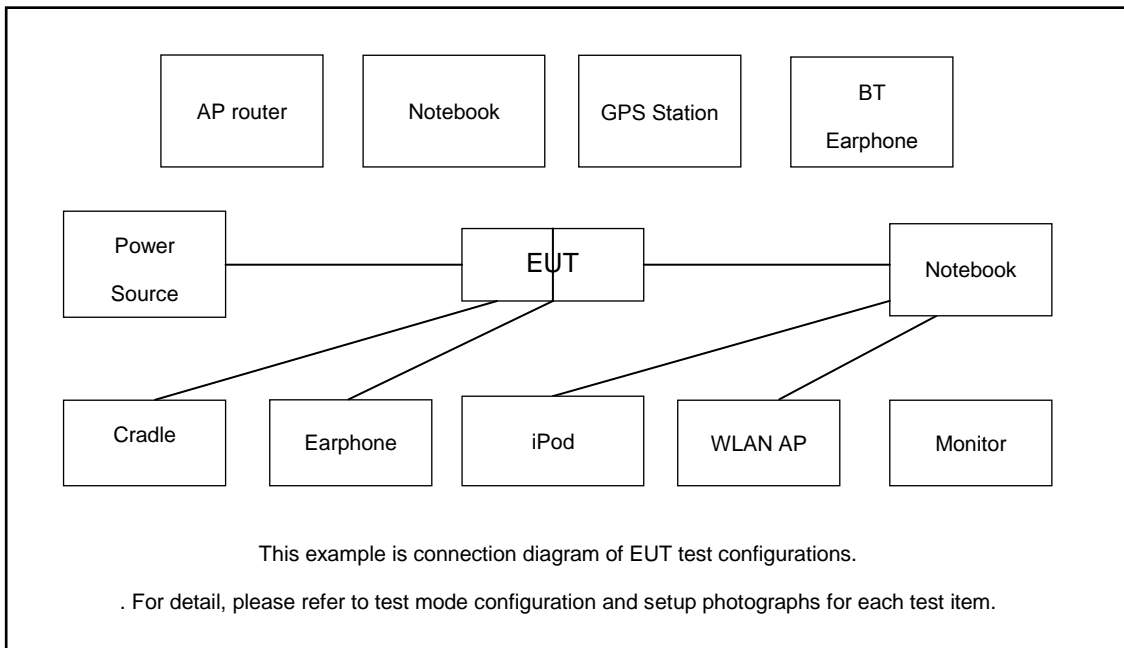 AP router
Notebook
GPS Station
BT
Earphone
Power
Source
EUT
Notebook
Cradle
Earphone
iPod
WLAN AP
Monitor
This example is connection diagram of EUT test configurations.
. For detail, please refer to test mode configuration and setup photographs for each test item.